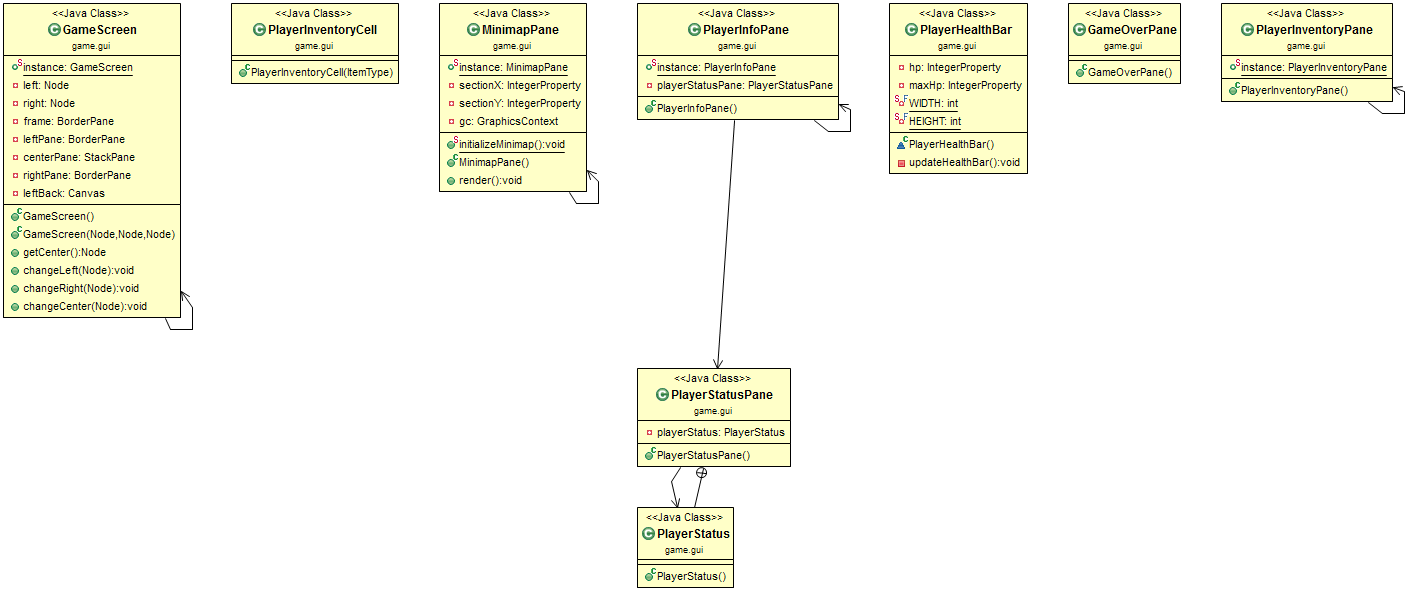 <<Java Class>>
GameScreen
game.gui
instance: GameScreen
left: Node
right: Node
frame: BorderPane
leftPane: BorderPane
centerPane: StackPane
rightPane: BorderPane
leftBack: Canvas
GameScreen()
GameScreen(Node,Node,Node)
getCenter():Node
changeLeft(Node):void
changeRight(Node):void
changeCenter(Node):void
<<Java Class>>
PlayerInventoryCell
game.gui
PlayerInventoryCell(ItemType)
<<Java Class>>
MinimapPane
game.gui
instance: MinimapPane
sectionX: IntegerProperty
sectionY: IntegerProperty
gc: GraphicsContext
initializeMinimap():void
MinimapPane()
render():void
<<Java Class>>
PlayerInfoPane
game.gui
instance: PlayerInfoPane
playerStatusPane: PlayerStatusPane
PlayerInfoPane()
<<Java Class>>
PlayerHealthBar
game.gui
hp: IntegerProperty
maxHp: IntegerProperty
WIDTH: int
HEIGHT: int
PlayerHealthBar()
updateHealthBar():void
<<Java Class>>
GameOverPane
game.gui
GameOverPane()
<<Java Class>>
PlayerInventoryPane
game.gui
instance: PlayerInventoryPane
PlayerInventoryPane()
<<Java Class>>
PlayerStatusPane
game.gui
playerStatus: PlayerStatus
PlayerStatusPane()
<<Java Class>>
PlayerStatus
game.gui
PlayerStatus()